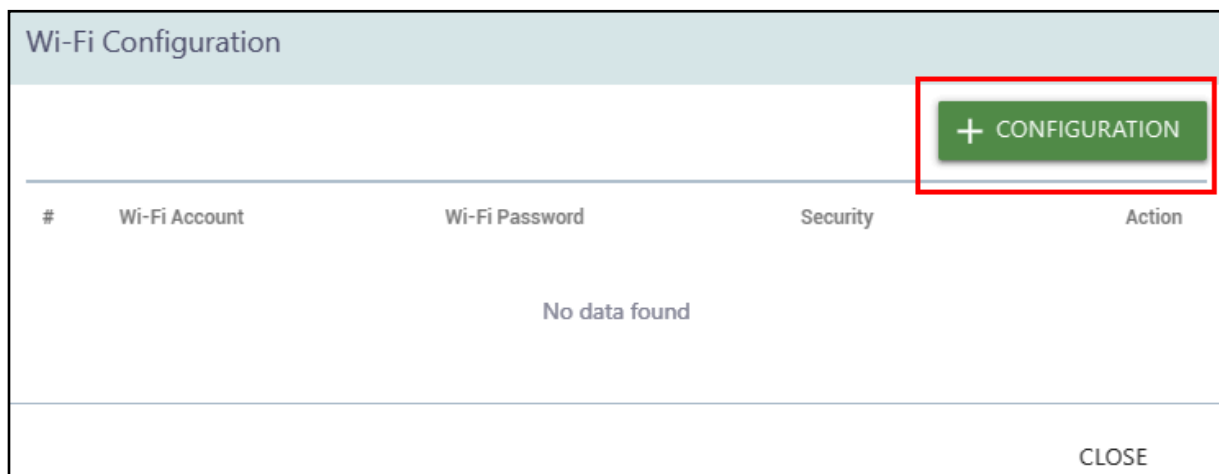 Wi-Fi Configuration
+ CONFIGURATION
# Wi-Fi Account Wi-Fi Password Security Action
No data found
CLOSE